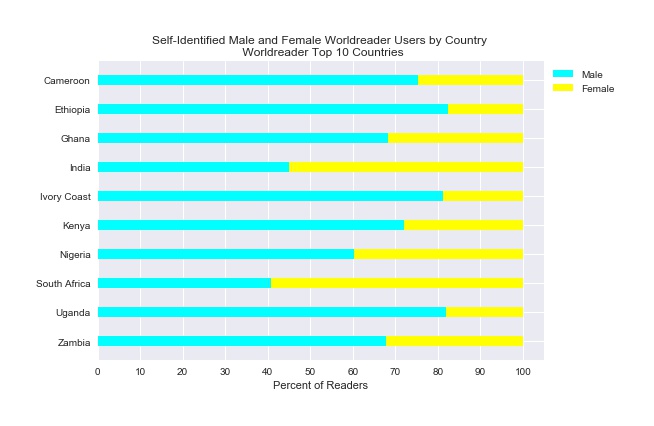 Self-Identified Male and Female Worldreader Users by Country
Worldreader Top 10 Countries
Male
Female
Cameroon
Ethiopia
Ghana
India
Ivory Coast
Kenya
Nigeria
South Africa
Uganda
Zambia
0 10 20 30 40 50 60 70 80 90 100
Percent of Readers